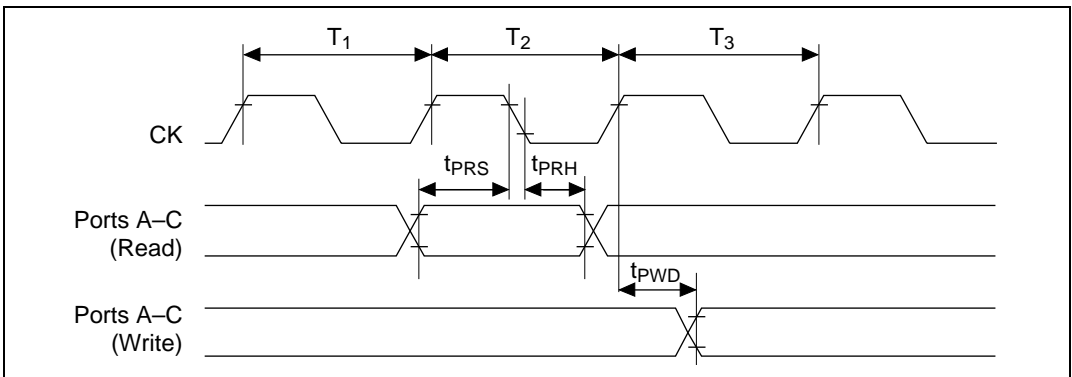 T1 T2 T3
CK
tPRS tPRH
Ports A–C
(Read)
tPWD
Ports A–C
(Write)